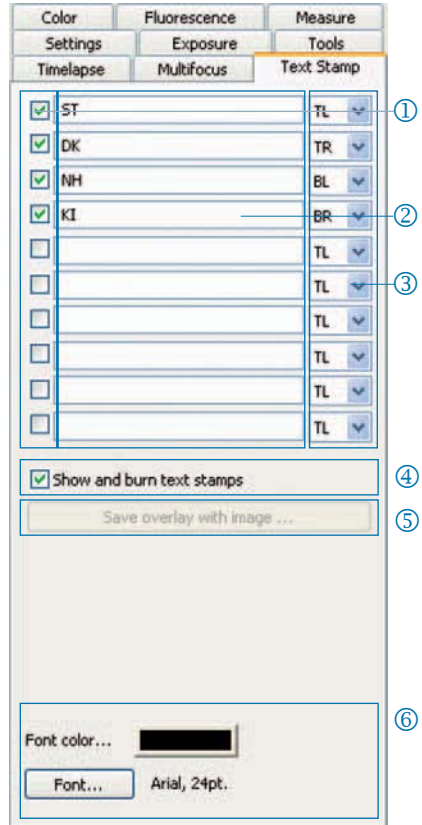 Color Fluorescence Measure
Settings Exposure Tools
Timelapse Multifocus Text Stamp
ST TL ①
DK TR
NH BL
KI BR ②
TL
TL ③
TL
TL
TL
TL
Show and burn text stamps ④
Save overlay with image ... ⑤
⑥
Font color...
Font... Arial, 24pt.